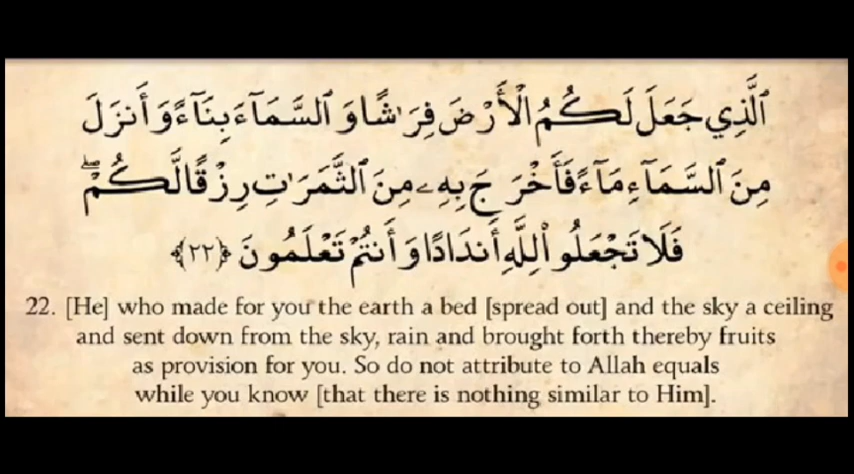 ٱلَّذِي جَعَلَ لَكُمُ ٱلْأَرْضَ فِرَٰشًا وَٱلسَّمَآءَ بِنَآءً وَأَنزَلَ
مِنَ ٱلسَّمَآءِ مَآءً فَأَخْرَجَ بِهِۦ مِنَ ٱلثَّمَرَٰتِ رِزْقًا لَّكُمْ ۖ
فَلَا تَجْعَلُوا۟ لِلَّهِ أَندَادًا وَأَنتُمْ تَعْلَمُونَ ﴿٢٢﴾
22. [He] who made for you the earth a bed [spread out] and the sky a ceiling
and sent down from the sky, rain and brought forth thereby fruits
as provision for you. So do not attribute to Allah equals
while you know [that there is nothing similar to Him].